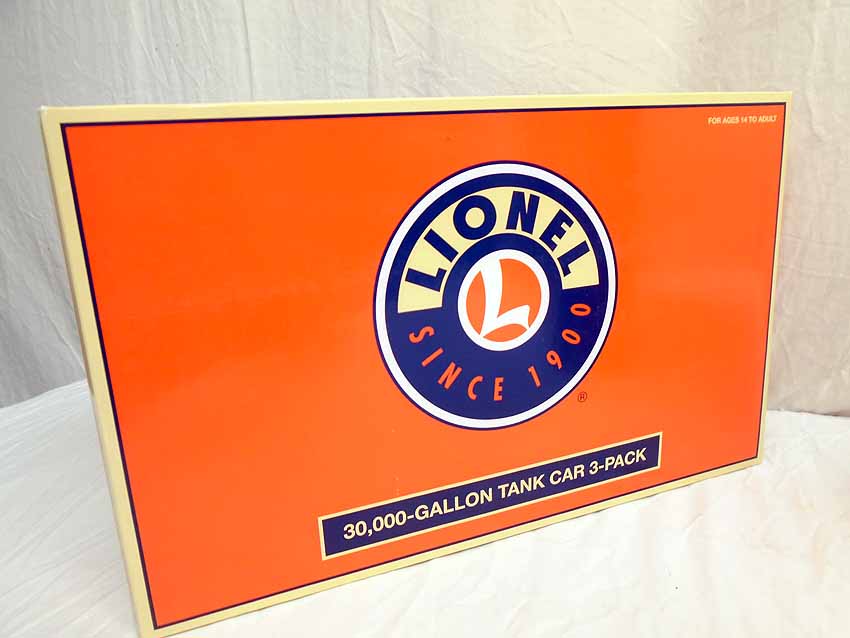 FOR AGES 14 TO ADULT
LIONEL
L
SINCE 1900
®
30,000-GALLON TANK CAR 3-PACK